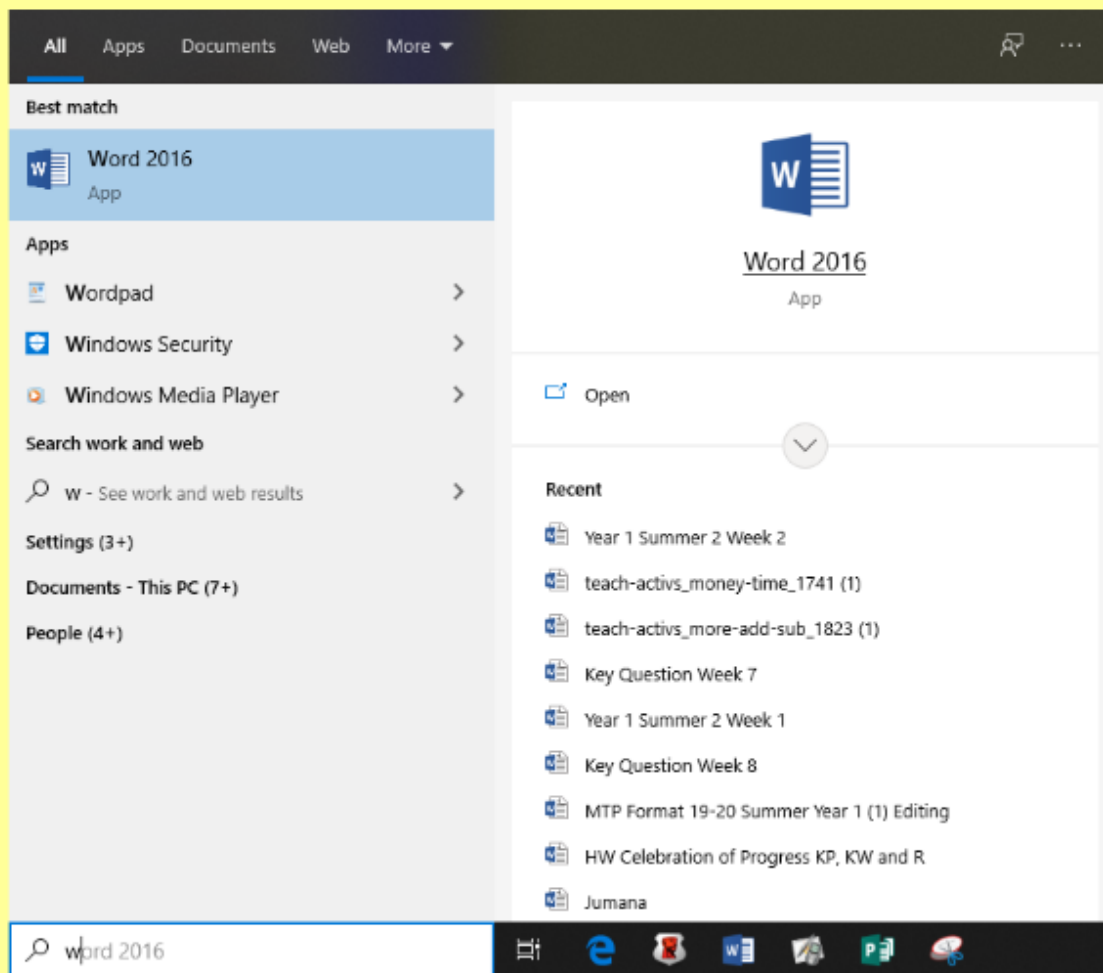 All Apps Documents Web More
Best match
Word 2016
App
Apps
Wordpad
Windows Security
Windows Media Player
Search work and web
w - See work and web results
Settings (3+)
Documents - This PC (7+)
People (4+)
word 2016
Word 2016
App
Open
Recent
Year 1 Summer 2 Week 2
teach-activs_money-time_1741 (1)
teach-activs_more-add-sub_1823 (1)
Key Question Week 7
Year 1 Summer 2 Week 1
Key Question Week 8
MTP Format 19-20 Summer Year 1 (1) Editing
HW Celebration of Progress KP, KW and R
Jumana